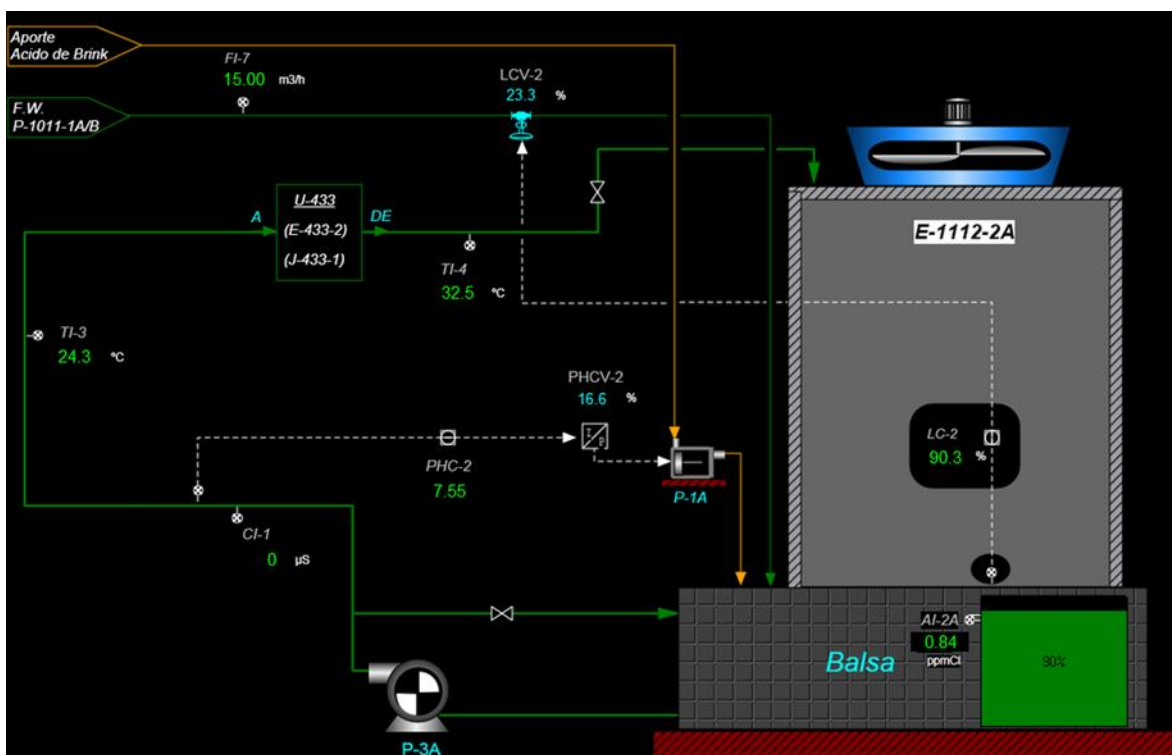 Aporte
Acido de Brink
FI-7
15.00 m3/h
LCV-2
23.3 %
F.W.
P-1011-1A/B
U-433
A
DE
(E-433-2)
(J-433-1)
E-1112-2A
TI-4
32.5 ºC
TI-3
24.3 ºC
PHCV-2
16.6 %
I
P
LC-2
90.3 %
PHC-2
7.55
P-1A
CI-1
0 µS
AI-2A
0.84
ppmCl
Balsa
90%
P-3A